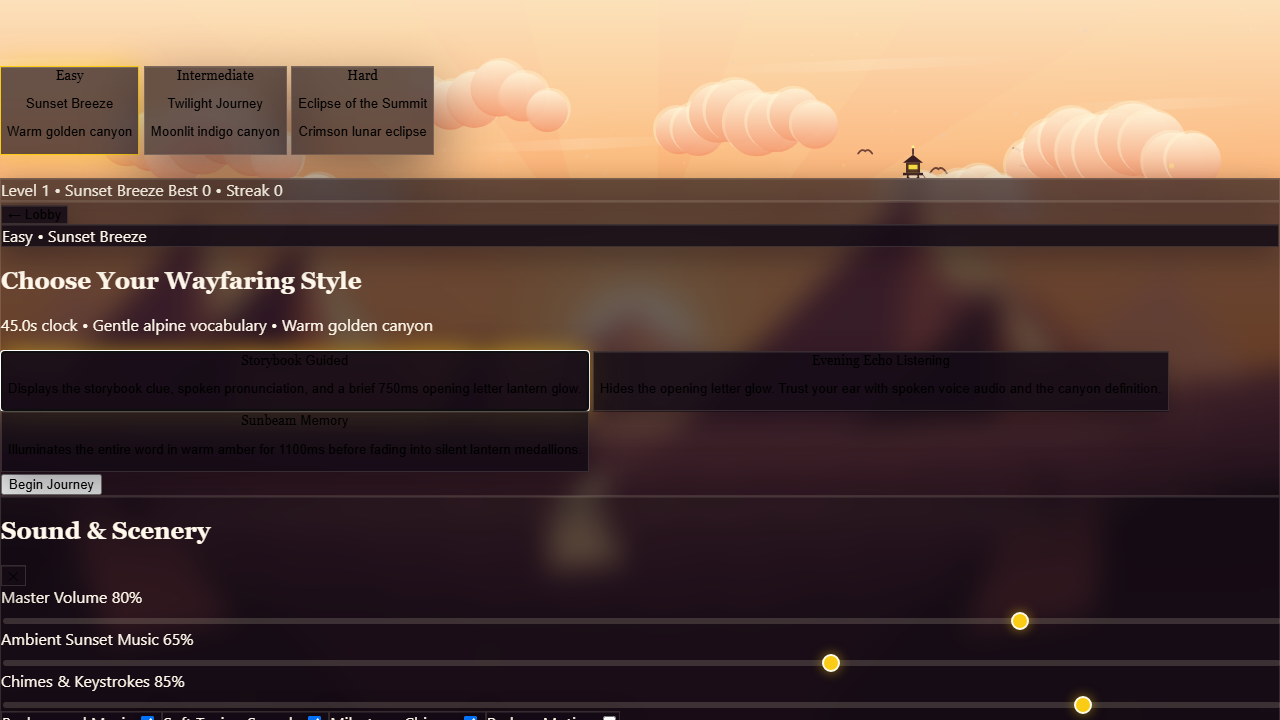 Easy
Sunset Breeze
Warm golden canyon
Intermediate
Twilight Journey
Moonlit indigo canyon
Hard
Eclipse of the Summit
Crimson lunar eclipse
Level 1 • Sunset Breeze Best 0 • Streak 0
← Lobby
Easy • Sunset Breeze
Choose Your Wayfaring Style
45.0s clock • Gentle alpine vocabulary • Warm golden canyon
Storybook Guided
Displays the storybook clue, spoken pronunciation, and a brief 750ms opening letter lantern glow.
Evening Echo Listening
Hides the opening letter glow. Trust your ear with spoken voice audio and the canyon definition.
Sunbeam Memory
Illuminates the entire word in warm amber for 1100ms before fading into silent lantern medallions.
Begin Journey
Sound & Scenery
Master Volume 80%
Ambient Sunset Music 65%
Chimes & Keystrokes 85%